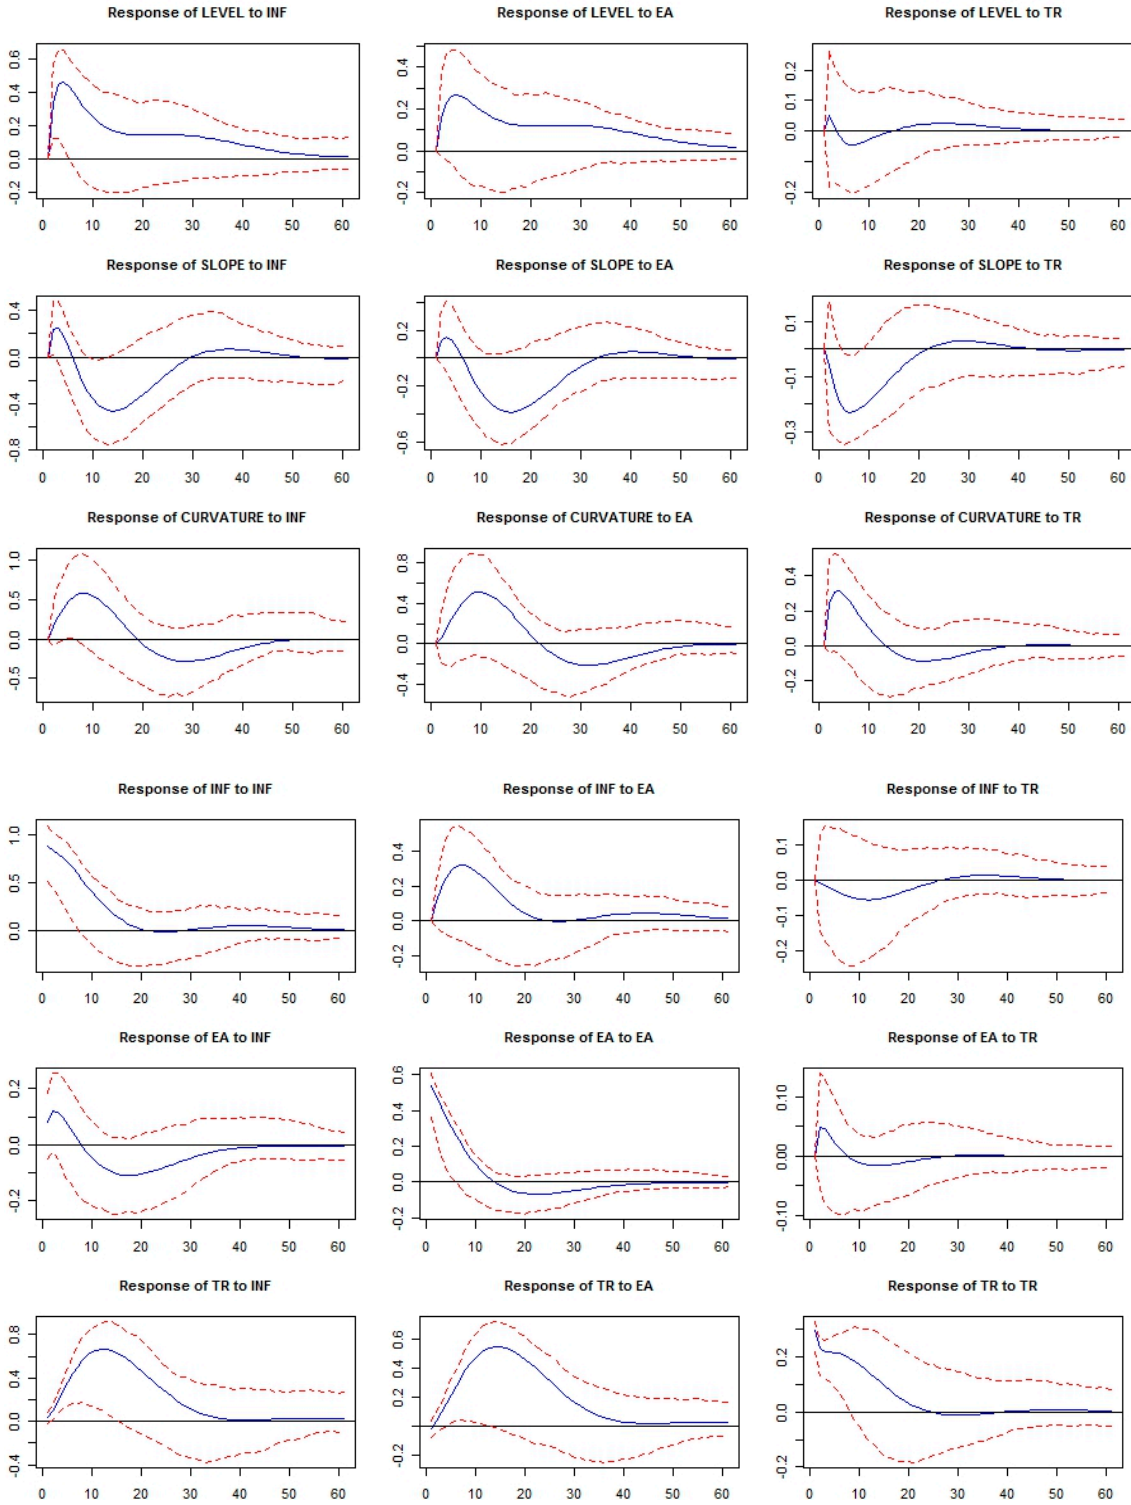 Response of LEVEL to INF
Response of LEVEL to EA
Response of LEVEL to TR
-0.2 0.0 0.2 0.4 0.6
0 10 20 30 40 50 60
-0.2 0.0 0.2 0.4
0 10 20 30 40 50 60
-0.2 0.0 0.1 0.2
0 10 20 30 40 50 60
Response of SLOPE to INF
Response of SLOPE to EA
Response of SLOPE to TR
-0.8 -0.4 0.0 0.4
0 10 20 30 40 50 60
-0.6 -0.2 0.2
0 10 20 30 40 50 60
-0.3 -0.1 0.1
0 10 20 30 40 50 60
Response of CURVATURE to INF
Response of CURVATURE to EA
Response of CURVATURE to TR
-0.5 0.0 0.5 1.0
0 10 20 30 40 50 60
-0.4 0.0 0.4 0.8
0 10 20 30 40 50 60
-0.2 0.0 0.2 0.4
0 10 20 30 40 50 60
Response of INF to INF
Response of INF to EA
Response of INF to TR
0.0 0.5 1.0
0 10 20 30 40 50 60
-0.2 0.0 0.2 0.4
0 10 20 30 40 50 60
-0.2 -0.1 0.0 0.1
0 10 20 30 40 50 60
Response of EA to INF
Response of EA to EA
Response of EA to TR
-0.2 0.0 0.2
0 10 20 30 40 50 60
-0.2 0.0 0.2 0.4 0.6
0 10 20 30 40 50 60
-0.10 0.00 0.10
0 10 20 30 40 50 60
Response of TR to INF
Response of TR to EA
Response of TR to TR
-0.4 0.0 0.4 0.8
0 10 20 30 40 50 60
-0.2 0.2 0.4 0.6
0 10 20 30 40 50 60
-0.2 0.0 0.2
0 10 20 30 40 50 60